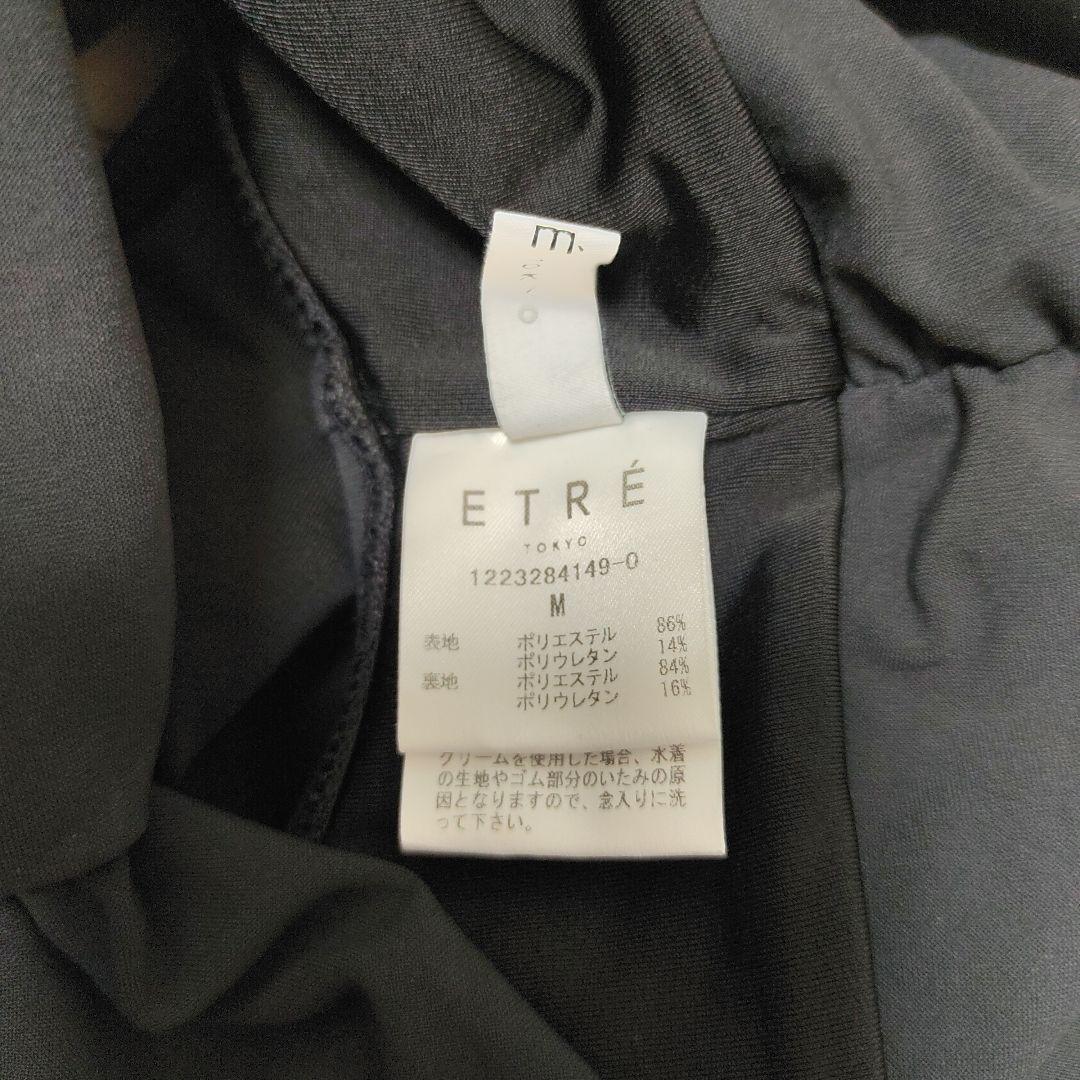 ETRÉ
TOKYO
1223284149-0
M
表地 ポリエステル 86%
ポリウレタン 14%
裏地 ポリエステル 84%
ポリウレタン 16%
クリームを使用した場合、水着
の生地やゴム部分のいたみの原
因となりますので、念入りに洗
って下さい。